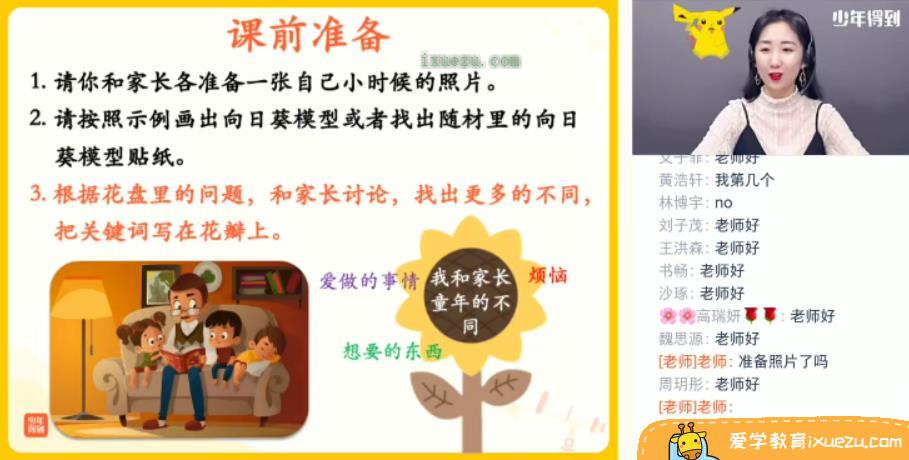 课前准备
ixuezu.com
1. 请你和家长各准备一张自己小时候的照片。
2. 请按照示例画出向日葵模型或者找出随材里的向日
葵模型贴纸。
3. 根据花盘里的问题，和家长讨论，找出更多的不同，
把关键词写在花瓣上。
爱做的事情
我和家长
童年的不
同
烦恼
想要的东西
少年
得到
少年得到
老师好
黄浩轩：我第几个
林博宇：no
刘子茂：老师好
王洪森：老师好
书畅：老师好
沙琢：老师好
🌸🌸高瑞妍🌹🌹：老师好
魏思源：老师好
[老师]老师：准备照片了吗
周玥彤：老师好
[老师]老师：
爱学教育ixuezu.com